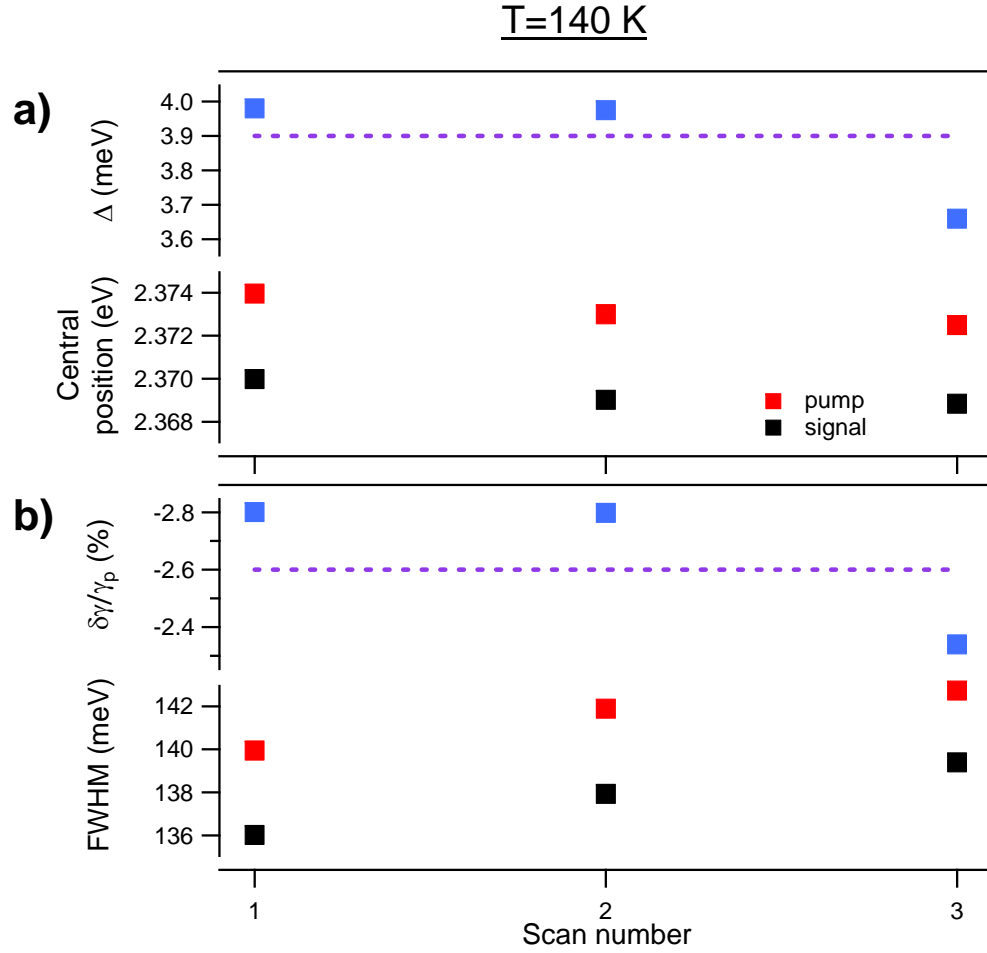 T=140 K
a)
Δ (meV)
4.0
3.9
3.8
3.7
3.6
Central
position (eV)
2.374
2.372
2.370
2.368
pump
signal
b)
δγ/γp (%)
-2.8
-2.6
-2.4
FWHM (meV)
142
140
138
136
1
2
3
Scan number